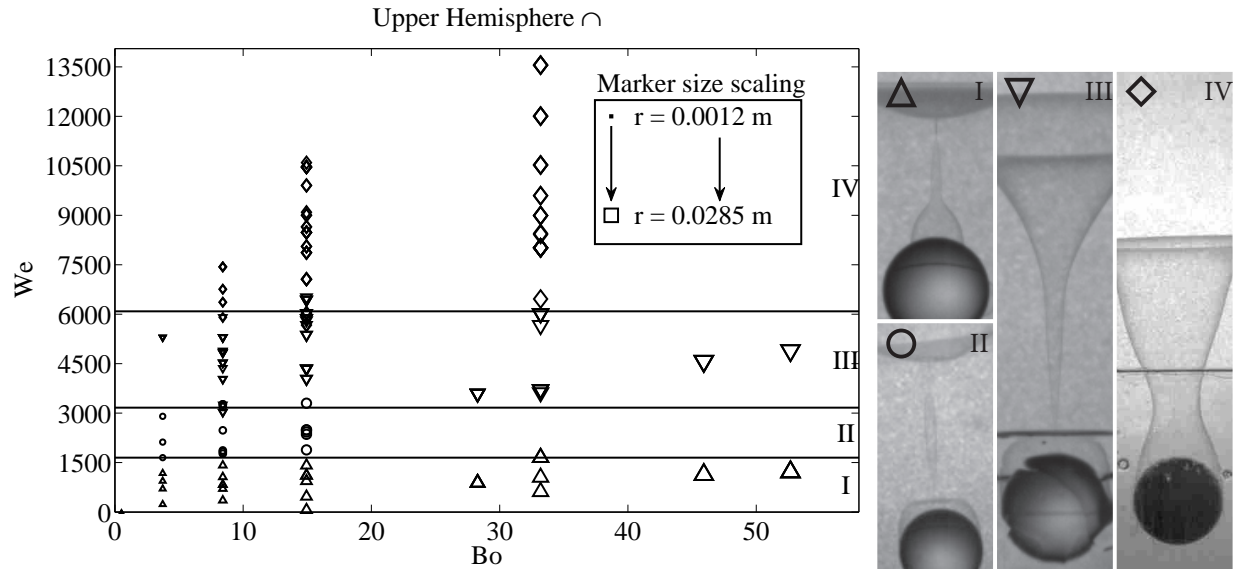 Upper Hemisphere ∩
We
13500
12000
10500
9000
7500
6000
4500
3000
1500
0
0
10
20
30
40
50
Bo
Marker size scaling
r = 0.0012 m
r = 0.0285 m
IV
III
II
I
I
II
III
IV